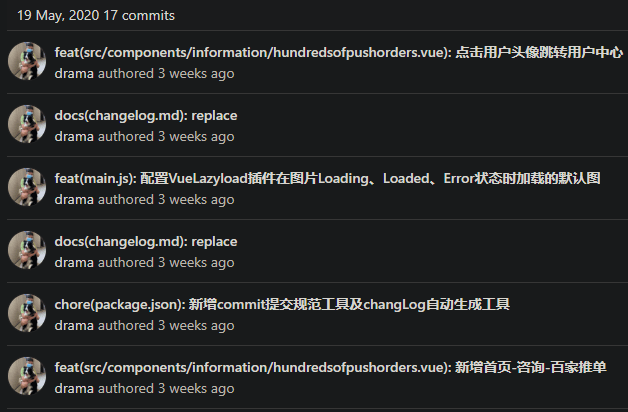 19 May, 2020 17 commits
feat(src/components/information/hundredsofpushorders.vue): 点击用户头像跳转用户中心
drama authored 3 weeks ago
docs(changelog.md): replace
drama authored 3 weeks ago
feat(main.js): 配置VueLazyload插件在图片Loading、Loaded、Error状态时加载的默认图
drama authored 3 weeks ago
docs(changelog.md): replace
drama authored 3 weeks ago
chore(package.json): 新增commit提交规范工具及changLog自动生成工具
drama authored 3 weeks ago
feat(src/components/information/hundredsofpushorders.vue): 新增首页-咨询-百家推单
drama authored 3 weeks ago